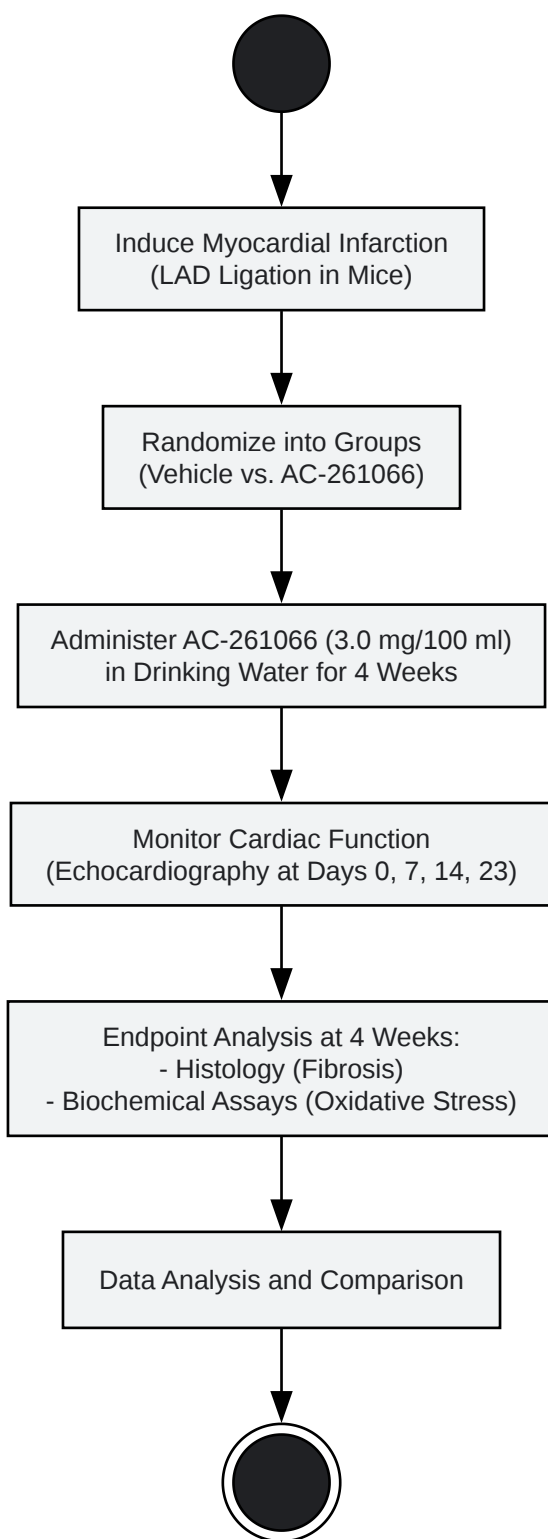 Induce Myocardial Infarction
(LAD Ligation in Mice)
Randomize into Groups
(Vehicle vs. AC-261066)
Administer AC-261066 (3.0 mg/100 ml)
in Drinking Water for 4 Weeks
Monitor Cardiac Function
(Echocardiography at Days 0, 7, 14, 23)
Endpoint Analysis at 4 Weeks:
- Histology (Fibrosis)
- Biochemical Assays (Oxidative Stress)
Data Analysis and Comparison